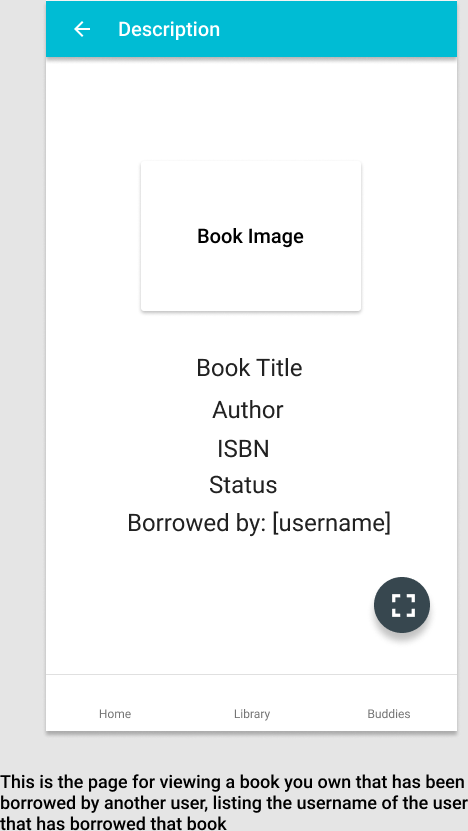 Description
Book Image
Book Title
Author
ISBN
Status
Borrowed by: [username]
Home Library Buddies
This is the page for viewing a book you own that has been
borrowed by another user, listing the username of the user
that has borrowed that book